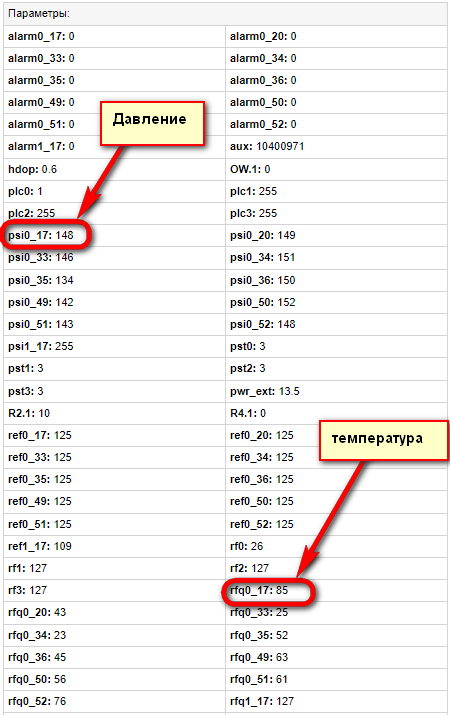 Параметры:
alarm0_17: 0 alarm0_20: 0
alarm0_33: 0 alarm0_34: 0
alarm0_35: 0 alarm0_36: 0
alarm0_49: 0 alarm0_50: 0
alarm0_51: 0 alarm0_52: 0
Давление
alarm1_17: 0 aux: 10400971
hdop: 0.6 OW.1: 0
plc0: 1 plc1: 255
plc2: 255 plc3: 255
psi0_17: 148 psi0_20: 149
psi0_33: 146 psi0_34: 151
psi0_35: 134 psi0_36: 150
psi0_49: 142 psi0_50: 152
psi0_51: 143 psi0_52: 148
psi1_17: 255 pst0: 3
pst1: 3 pst2: 3
pst3: 3 pwr_ext: 13.5
R2.1: 10 R4.1: 0
ref0_17: 125 ref0_20: 125
температура
ref0_33: 125 ref0_34: 125
ref0_35: 125 ref0_36: 125
ref0_49: 125 ref0_50: 125
ref0_51: 125 ref0_52: 125
ref1_17: 109 rf0: 26
rf1: 127 rf2: 127
rf3: 127 rfq0_17: 85
rfq0_20: 43 rfq0_33: 25
rfq0_34: 23 rfq0_35: 52
rfq0_36: 45 rfq0_49: 63
rfq0_50: 56 rfq0_51: 61
rfq0_52: 76 rfq1_17: 127